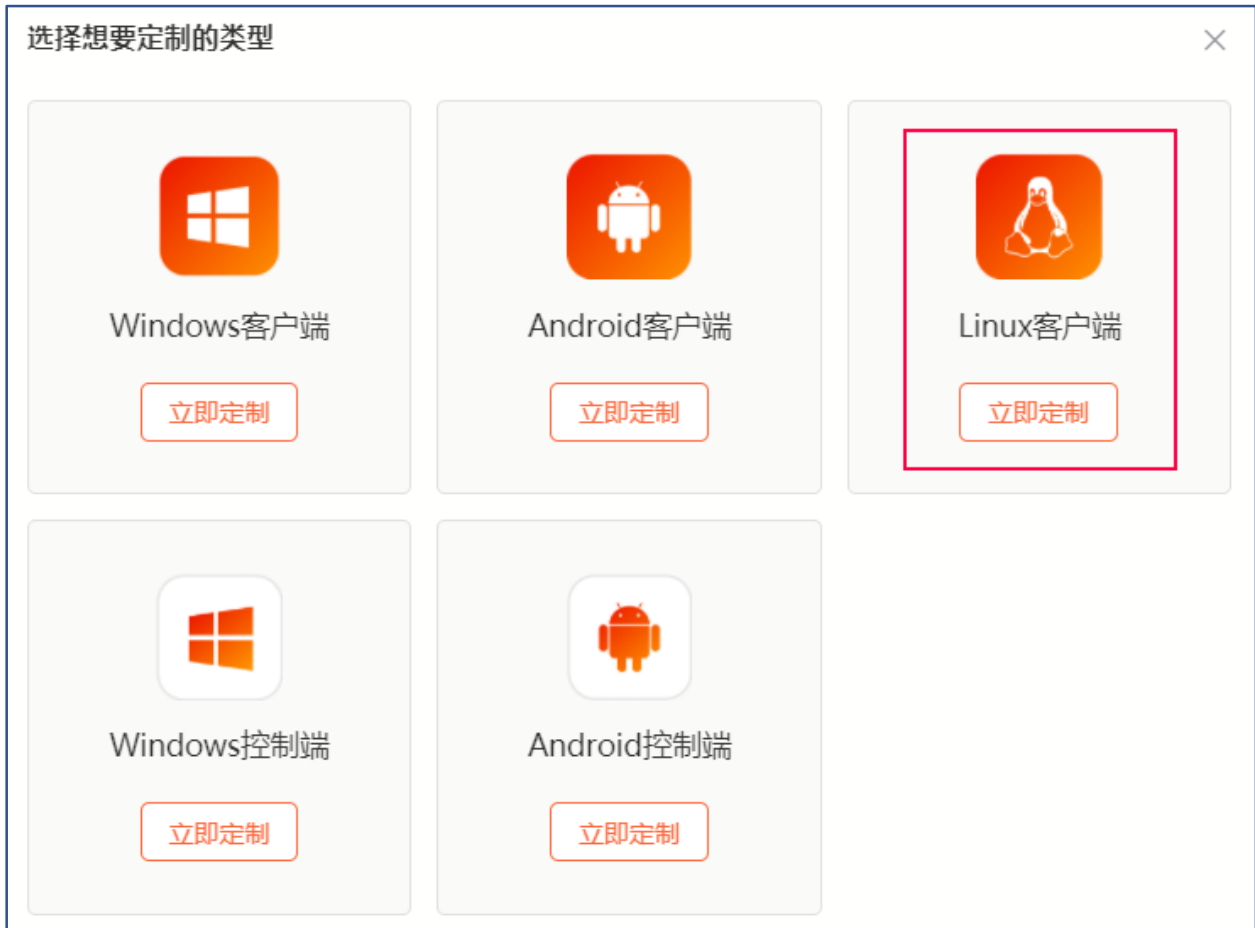 选择想要定制的类型
Windows客户端
Android客户端
Linux客户端
立即定制
立即定制
立即定制
Windows控制端
Android控制端
立即定制
立即定制